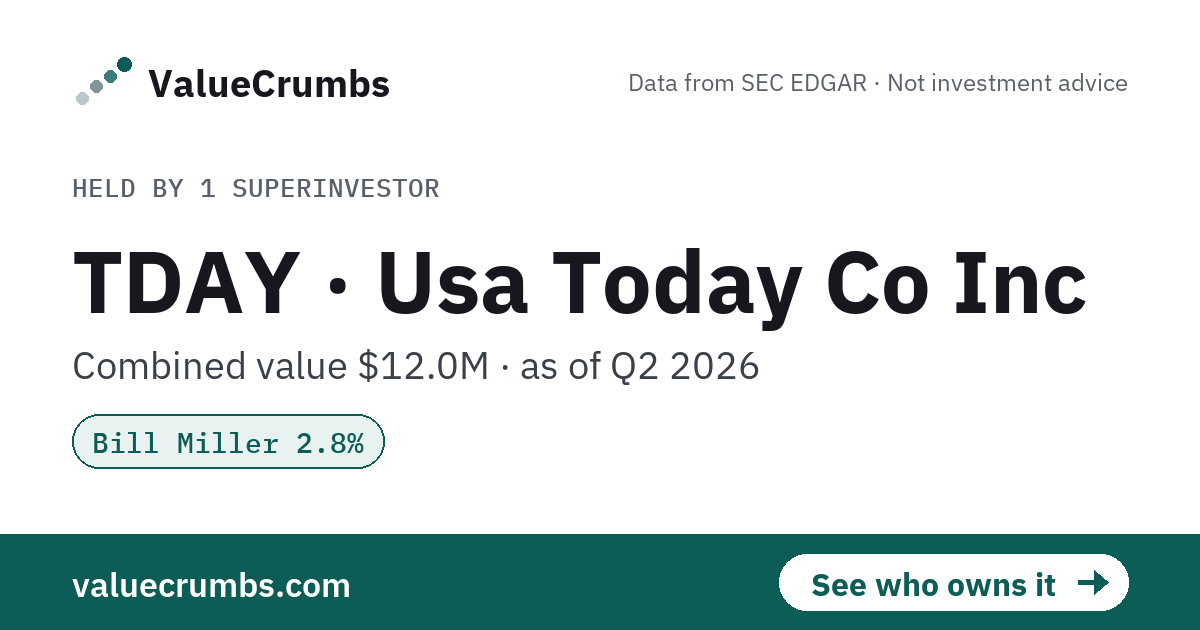 ValueCrumbs
Data from SEC EDGAR · Not investment advice
HELD BY 1 SUPERINVESTOR
TDAY · Usa Today Co Inc
Combined value $12.0M · as of Q2 2026
Bill Miller 2.8%
valuecrumbs.com
See who owns it →